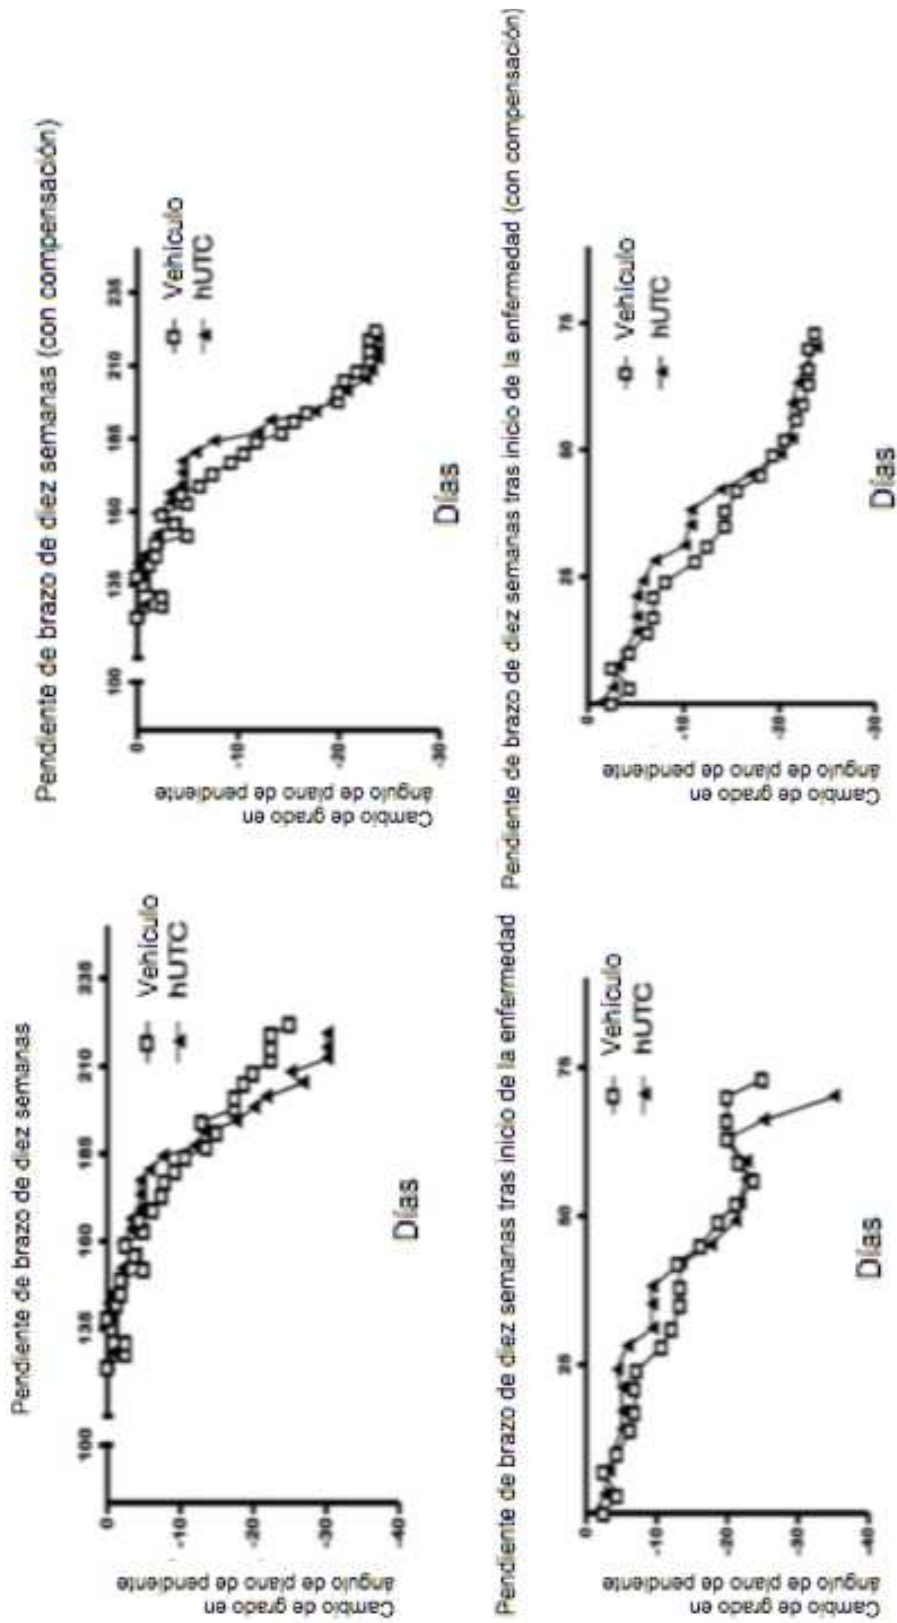 Pendiente de brazo de diez semanas
Cambio de grado en
ángulo de plano de pendiente
0
-10
-20
-30
-40
100 135 160 185 210 235
Vehículo
hUTC
Días
Pendiente de brazo de diez semanas (con compensación)
Cambio de grado en
ángulo de plano de pendiente
0
-10
-20
-30
100 135 160 185 210 235
Vehículo
hUTC
Días
Pendiente de brazo de diez semanas tras inicio de la enfermedad
Cambio de grado en
ángulo de plano de pendiente
0
-10
-20
-30
-40
25 50 75
Vehículo
hUTC
Días
Pendiente de brazo de diez semanas tras inicio de la enfermedad (con compensación)
Cambio de grado en
ángulo de plano de pendiente
0
-10
-20
-30
25 50 75
Vehículo
hUTC
Días